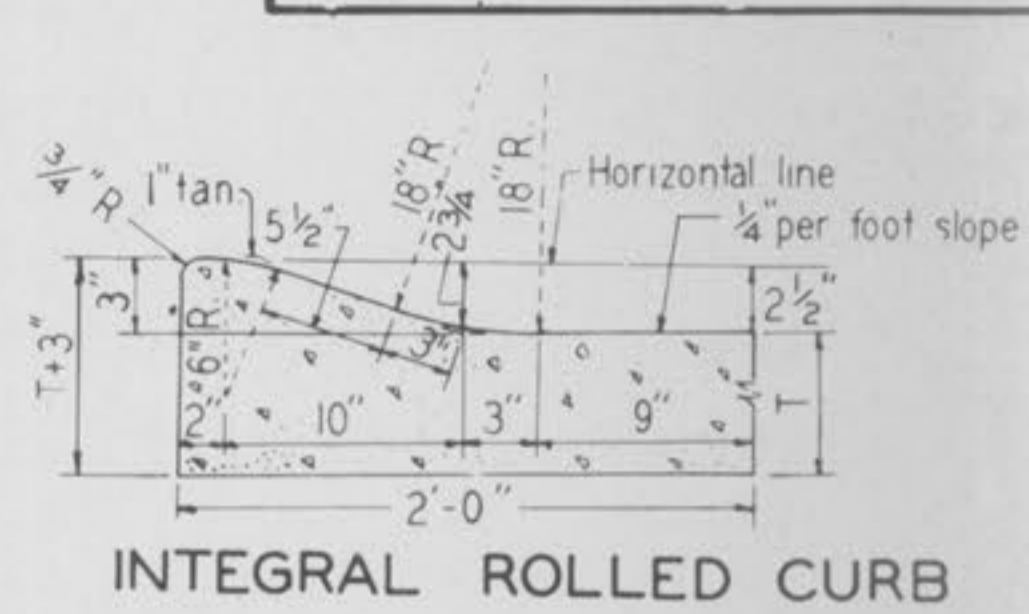 3/4" R
1" tan
5 1/2"
18" R
2 3/4
18" R.
Horizontal line
1/4" per foot slope
3"
T+3"
6" R.
3"
2 1/2"
2"
10"
3"
9"
T
2'-0"
INTEGRAL ROLLED CURB